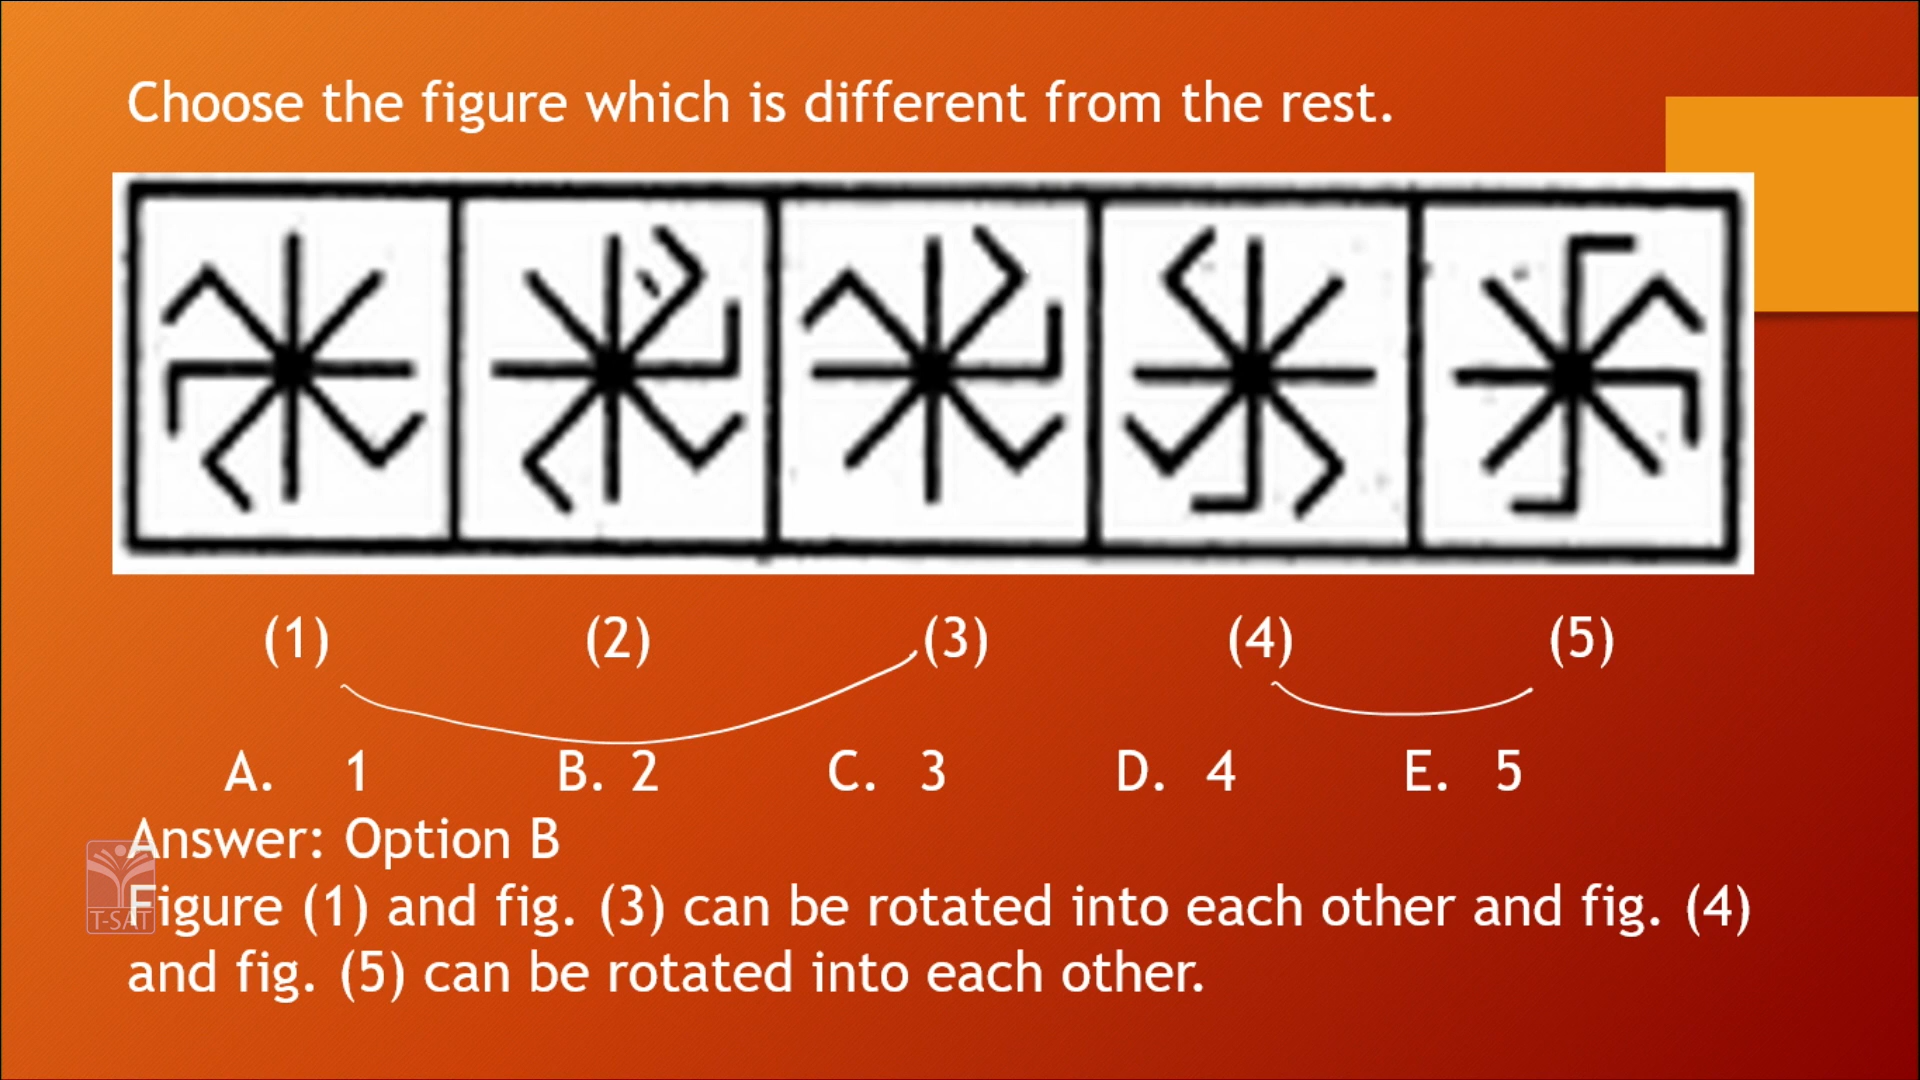 Choose the figure which is different from the rest.
(1) (2) (3) (4) (5)
A. 1 B. 2 C. 3 D. 4 E. 5
Answer: Option B
Figure (1) and fig. (3) can be rotated into each other and fig. (4)
and fig. (5) can be rotated into each other.
T-SAT